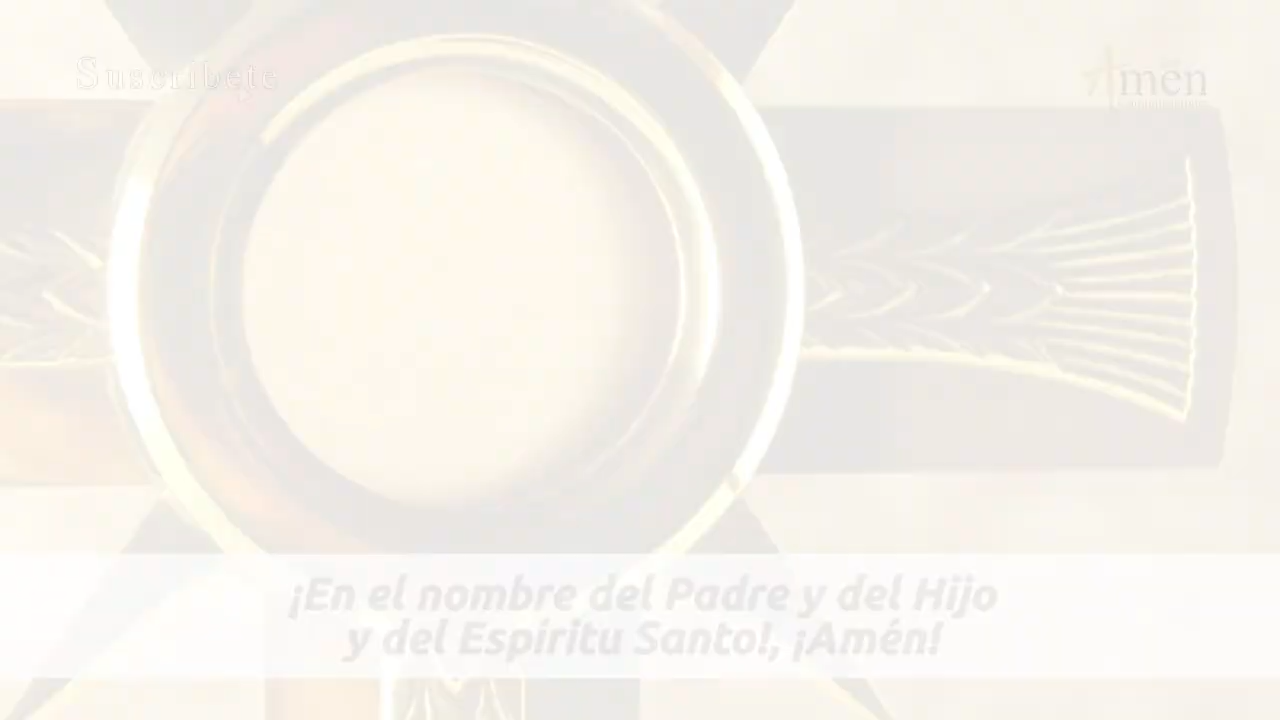 Suscríbete
Amén
¡En el nombre del Padre y del Hijo
y del Espíritu Santo!, ¡Amén!